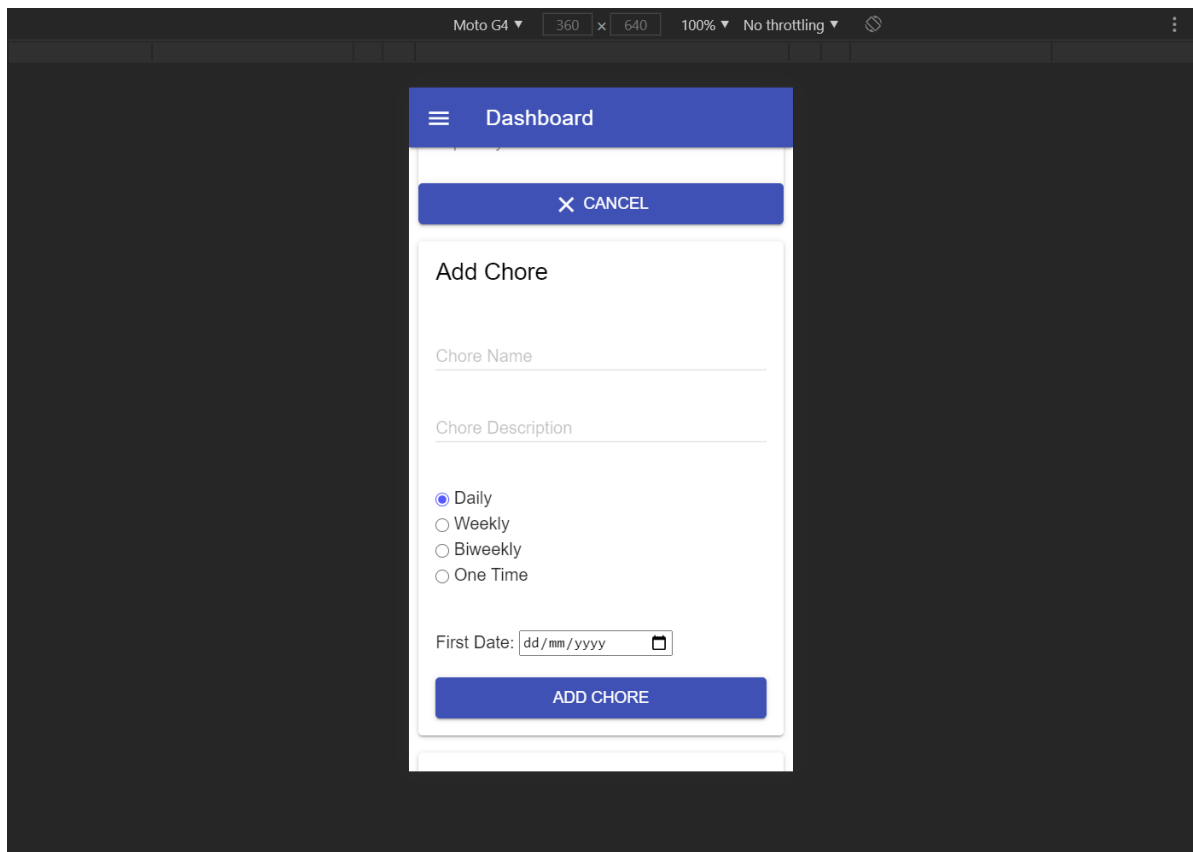 Moto G4 ▼ 360 × 640 100% ▼ No throttling ▼
Dashboard
CANCEL
Add Chore
Chore Name
Chore Description
Daily
Weekly
Biweekly
One Time
First Date: dd/mm/yyyy
ADD CHORE